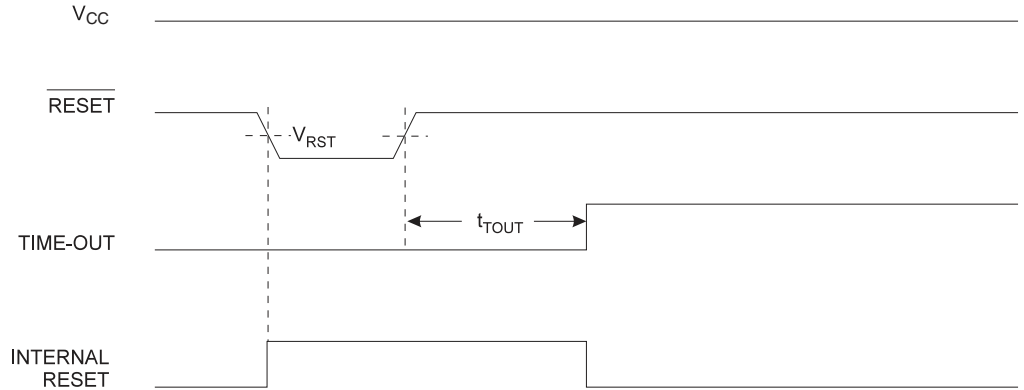 VCC
RESET
VRST
tTOUT
TIME-OUT
INTERNAL
RESET